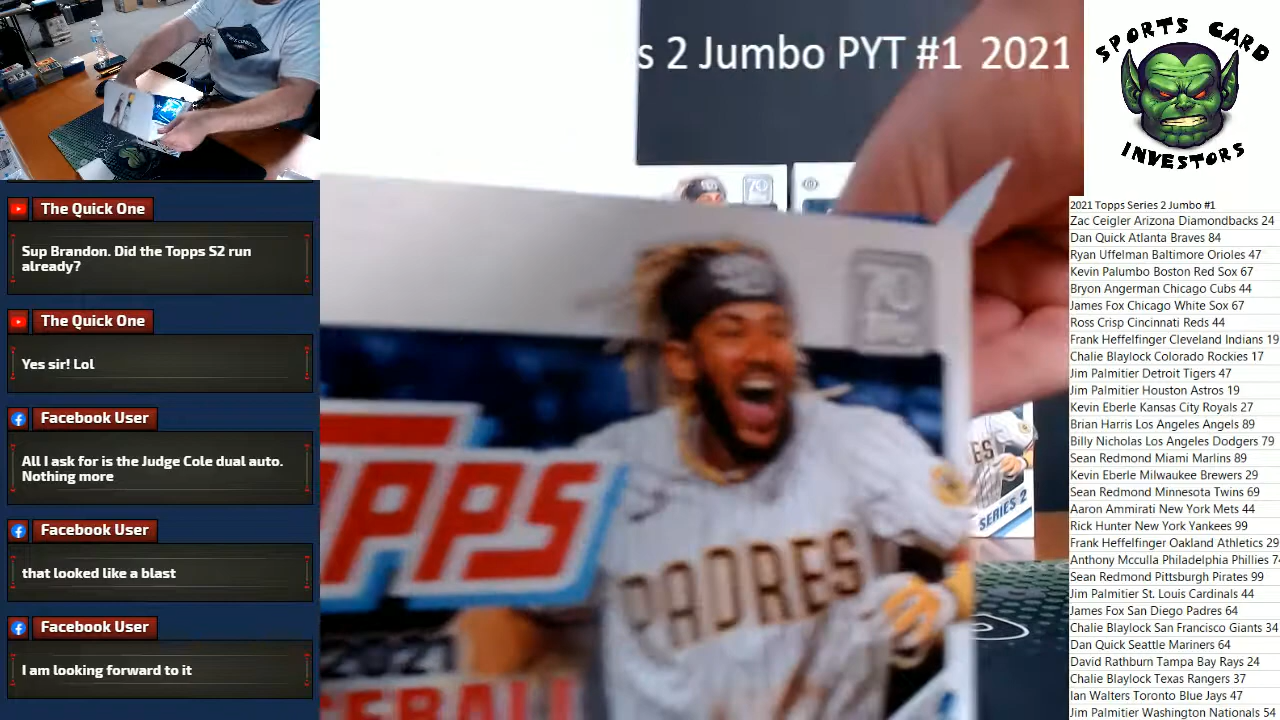 The Quick One
Sup Brandon. Did the Topps S2 run
already?
The Quick One
Yes sir! Lol
Facebook User
All I ask for is the Judge Cole dual auto.
Nothing more
Facebook User
that looked like a blast
Facebook User
I am looking forward to it
s 2 Jumbo PYT #1 2021
70
70
PPS
PADRES
2021
SERIES 2
SPORTS CARD
INVESTORS
2021 Topps Series 2 Jumbo #1
Zac Ceigler Arizona Diamondbacks 24
Dan Quick Atlanta Braves 84
Ryan Uffelman Baltimore Orioles 47
Kevin Palumbo Boston Red Sox 67
Bryon Angerman Chicago Cubs 44
James Fox Chicago White Sox 67
Ross Crisp Cincinnati Reds 44
Frank Heffelfinger Cleveland Indians 19
Chalie Blaylock Colorado Rockies 17
Jim Palmitier Detroit Tigers 47
Jim Palmitier Houston Astros 19
Kevin Eberle Kansas City Royals 27
Brian Harris Los Angeles Angels 89
Billy Nicholas Los Angeles Dodgers 79
Sean Redmond Miami Marlins 89
Kevin Eberle Milwaukee Brewers 29
Sean Redmond Minnesota Twins 69
Aaron Ammirati New York Mets 44
Rick Hunter New York Yankees 99
Frank Heffelfinger Oakland Athletics 29
Anthony Mcculla Philadelphia Phillies 7
Sean Redmond Pittsburgh Pirates 99
Jim Palmitier St. Louis Cardinals 44
James Fox San Diego Padres 64
Chalie Blaylock San Francisco Giants 34
Dan Quick Seattle Mariners 64
David Rathburn Tampa Bay Rays 24
Chalie Blaylock Texas Rangers 37
Ian Walters Toronto Blue Jays 47
Jim Palmitier Washington Nationals 54